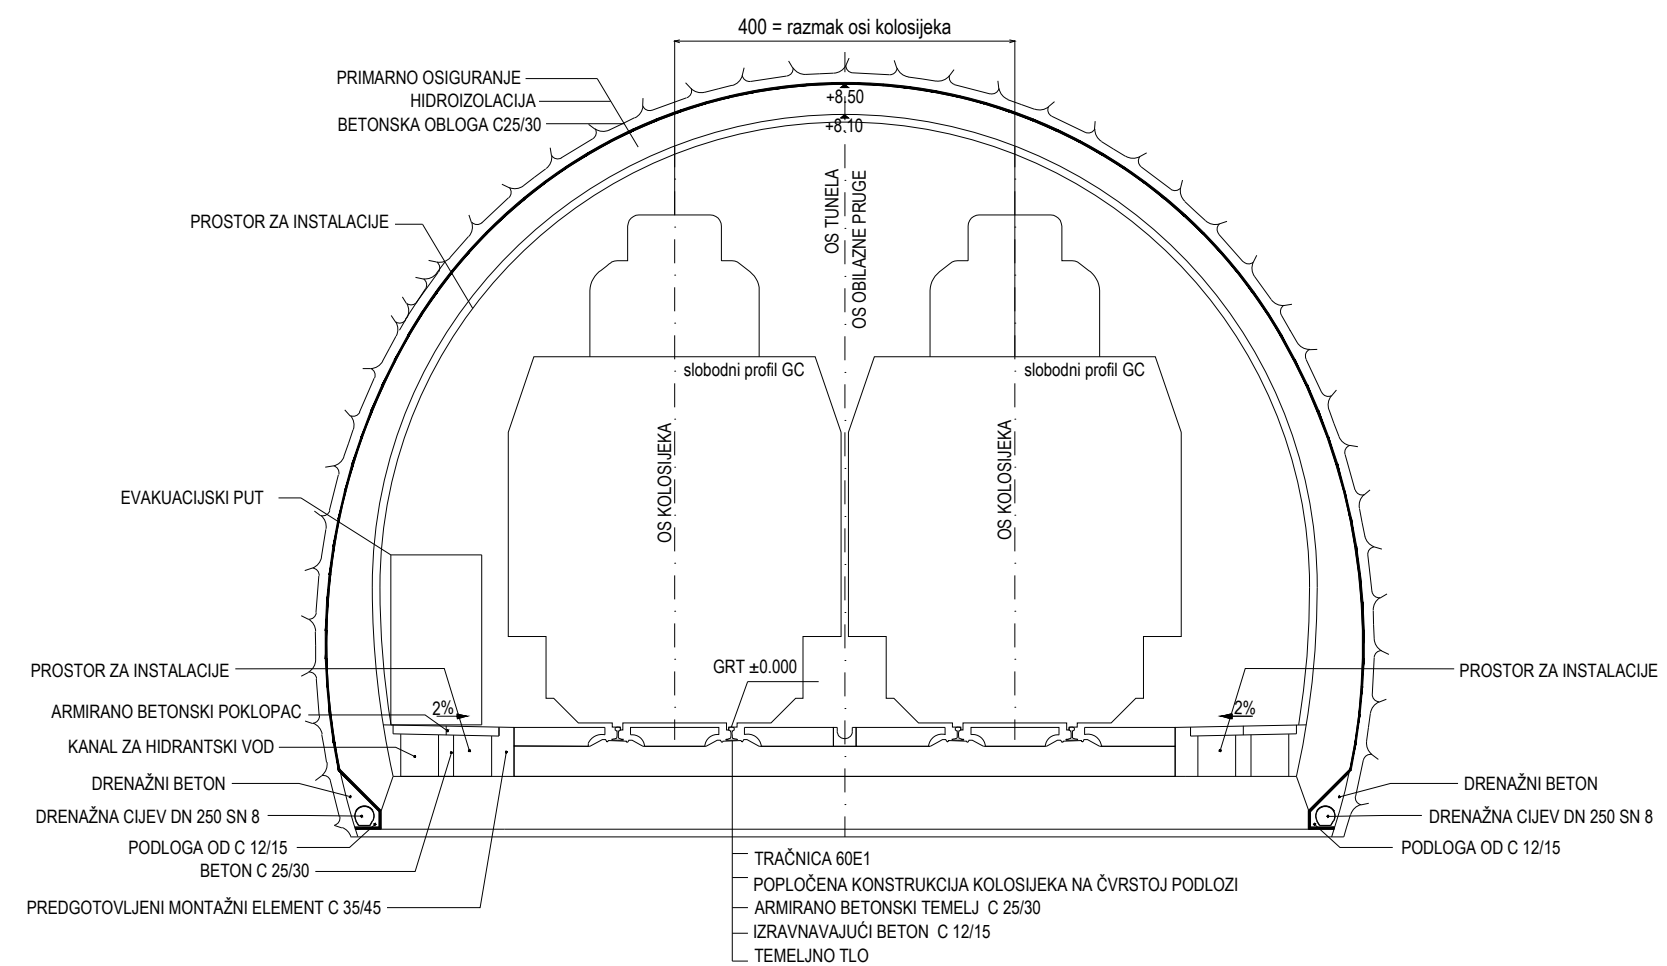 400 = razmak osi kolosijeka
PRIMARNO OSIGURANJE
HIDROIZOLACIJA
BETONSKA OBLOGA C25/30
+8.50
+8.10
OS TUNELA
OS OBILAZNE PRUGE
PROSTOR ZA INSTALACIJE
slobodni profil GC
slobodni profil GC
OS KOLOSIJEKA
OS KOLOSIJEKA
EVAKUACIJSKI PUT
GRT ±0.000
PROSTOR ZA INSTALACIJE
PROSTOR ZA INSTALACIJE
2%
2%
ARMIRANO BETONSKI POKLOPAC
KANAL ZA HIDRANTSKI VOD
DRENAŽNI BETON
DRENAŽNI BETON
DRENAŽNA CIJEV DN 250 SN 8
DRENAŽNA CIJEV DN 250 SN 8
PODLOGA OD C 12/15
PODLOGA OD C 12/15
BETON C 25/30
PREDGOTOVLJENI MONTAŽNI ELEMENT C 35/45
TRAČNICA 60E1
POPLOČENA KONSTRUKCIJA KOLOSIJEKA NA ČVRSTOJ PODLOZI
ARMIRANO BETONSKI TEMELJ C 25/30
IZRAVNAVAJUĆI BETON C 12/15
TEMELJNO TLO